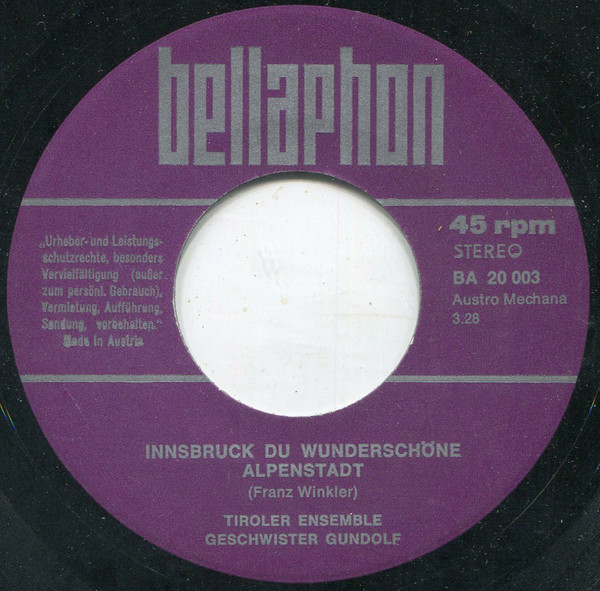 bellaphon
„Urheber- und Leistungs-
schutzrechte, besonders
Vervielfältigung (außer
zum persönl. Gebrauch),
Vermietung, Aufführung,
Sendung, vorbehalten.“
Made in Austria
45 rpm
STEREO
BA 20 003
Austro Mechana
3.28
INNSBRUCK DU WUNDERSCHÖNE
ALPENSTADT
(Franz Winkler)
TIROLER ENSEMBLE
GESCHWISTER GUNDOLF